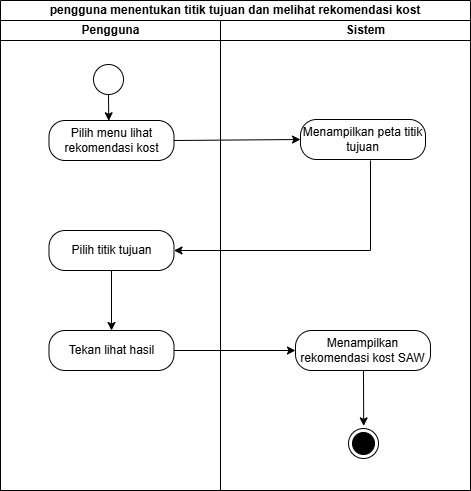 pengguna menentukan titik tujuan dan melihat rekomendasi kost
Pengguna
Sistem
Pilih menu lihat
rekomendasi kost
Menampilkan peta titik
tujuan
Pilih titik tujuan
Tekan lihat hasil
Menampilkan
rekomendasi kost SAW